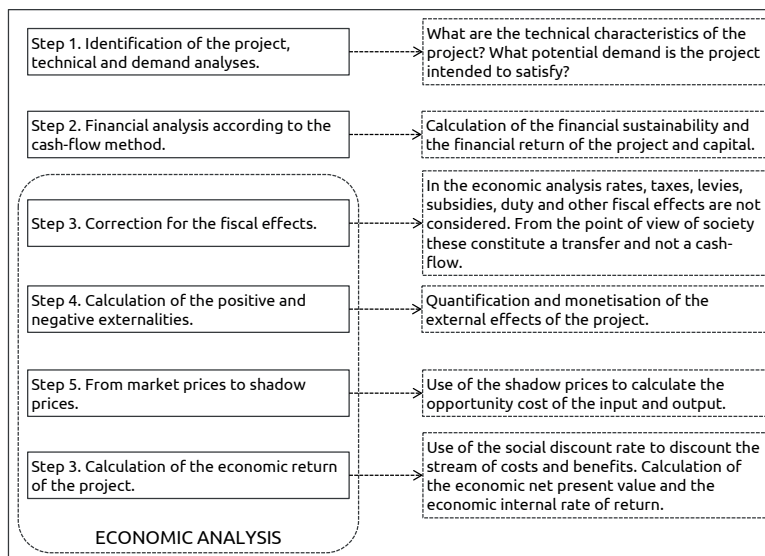 Step 1. Identification of the project,
technical and demand analyses.
What are the technical characteristics of the
project? What potential demand is the project
intended to satisfy?
Step 2. Financial analysis according to the
cash-flow method.
Calculation of the financial sustainability and
the financial return of the project and capital.
Step 3. Correction for the fiscal effects.
In the economic analysis rates, taxes, levies,
subsidies, duty and other fiscal effects are not
considered. From the point of view of society
these constitute a transfer and not a cash-
flow.
Step 4. Calculation of the positive and
negative externalities.
Quantification and monetisation of the
external effects of the project.
Step 5. From market prices to shadow
prices.
Use of the shadow prices to calculate the
opportunity cost of the input and output.
Step 3. Calculation of the economic return
of the project.
Use of the social discount rate to discount the
stream of costs and benefits. Calculation of
the economic net present value and the
economic internal rate of return.
ECONOMIC ANALYSIS